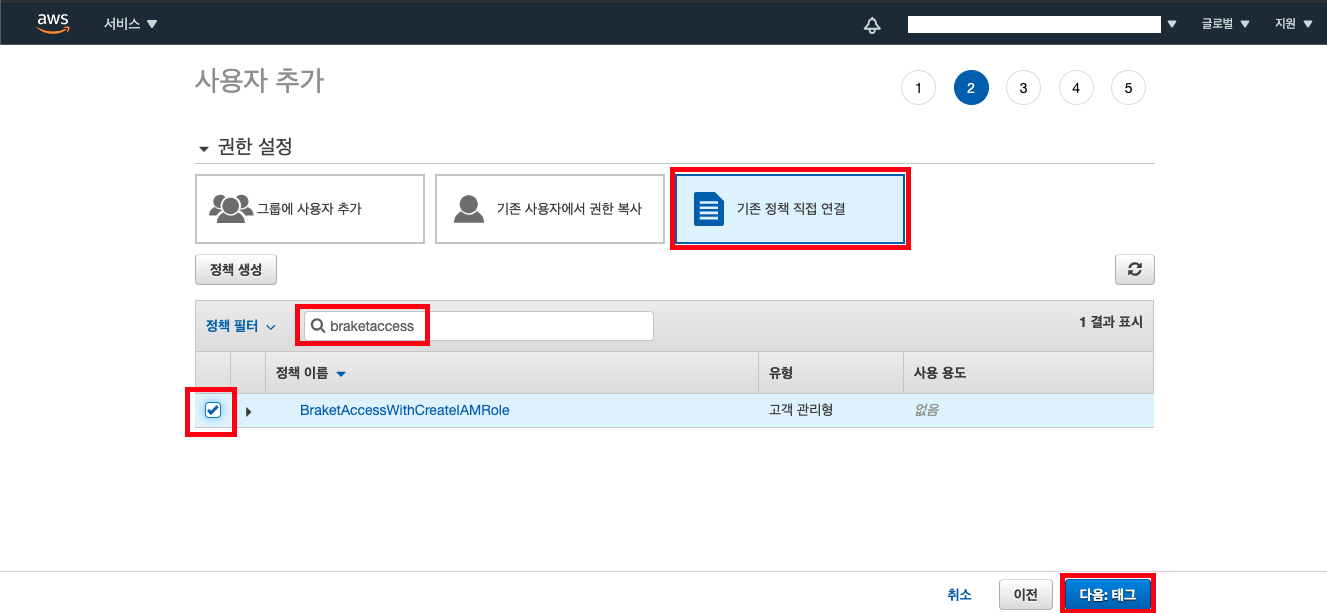 aws 서비스 글로벌 지원
사용자 추가 1 2 3 4 5
권한 설정
그룹에 사용자 추가 기존 사용자에서 권한 복사 기존 정책 직접 연결
정책 생성
정책 필터 braketaccess 1 결과 표시
정책 이름 유형 사용 용도
BraketAccessWithCreateIAMRole 고객 관리형 없음
취소 이전 다음: 태그